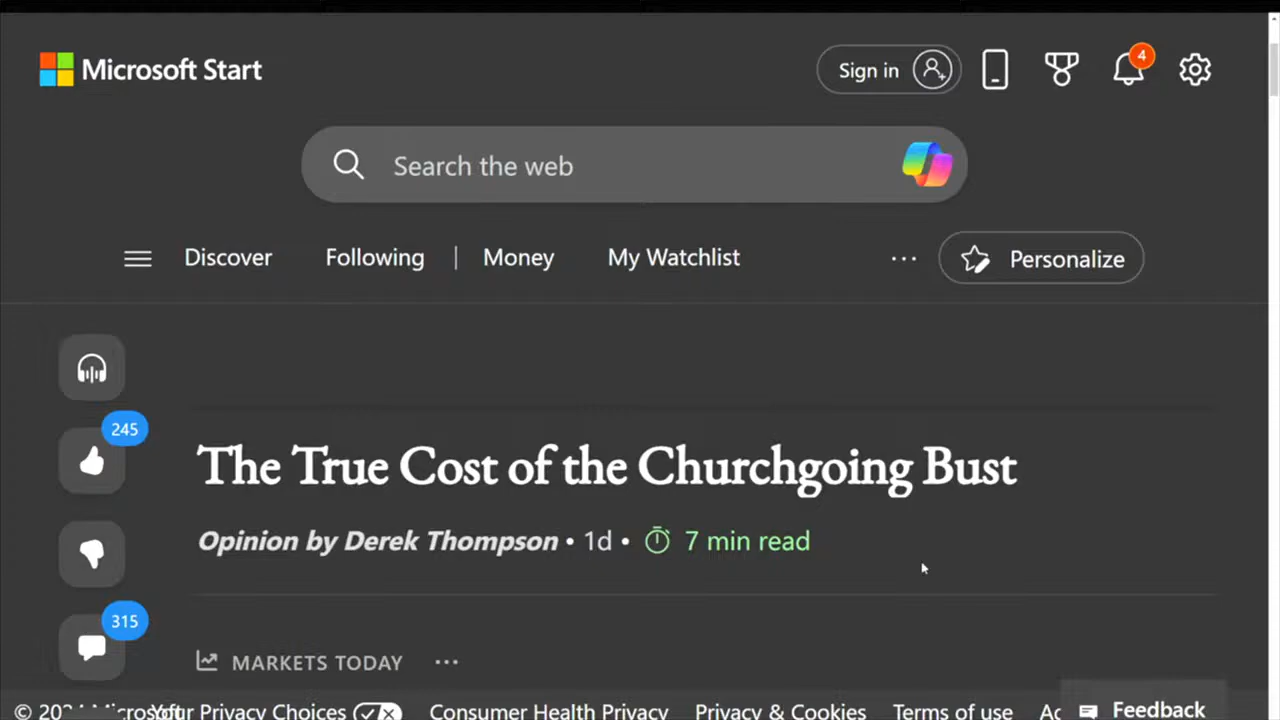 Microsoft Start
Sign in
4
Search the web
Discover Following | Money My Watchlist ... Personalize
245
The True Cost of the Churchgoing Bust
Opinion by Derek Thompson • 1d • 7 min read
315
MARKETS TODAY ...
© Microsoft Your Privacy Choices Consumer Health Privacy Privacy & Cookies Terms of use Feedback